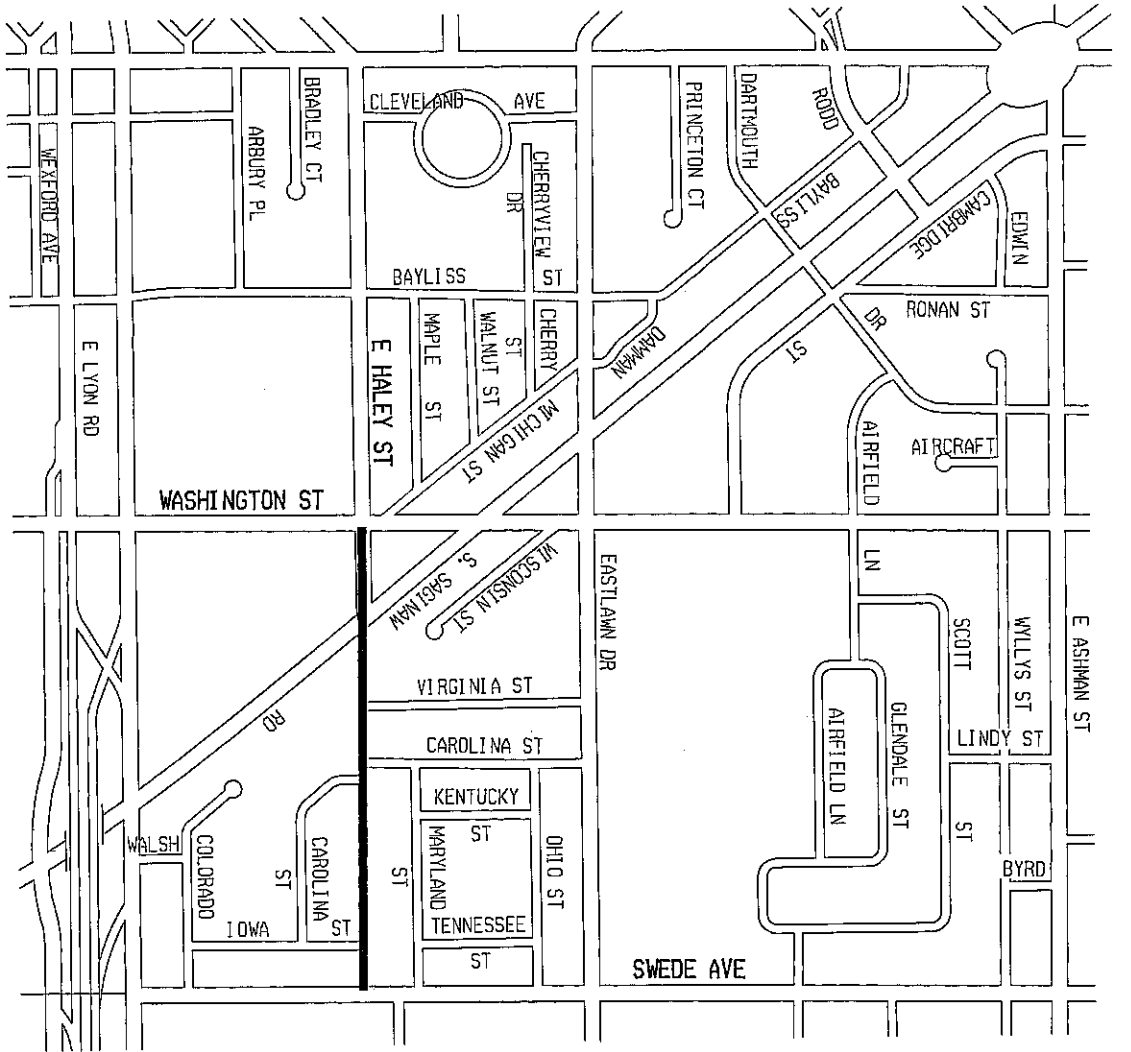 CLEVELAND AVE
BRADLEY CT
ARBURY PL
WEXFORD AVE
CHERRYVIEW
DR
PRINCETON CT
DARTMOUTH
RODD
BAYLISS
CAMBRIDGE
EDWIN
BAYLISS ST
RONAN ST
DR
ST
E LYON RD
E HALEY ST
MAPLE ST
WALNUT ST
ST
CHERRY
DAMMAN
MICHIGAN ST
AIRFIELD
AIRCRAFT
WASHINGTON ST
S. SAGINAW
WISCONSIN ST
EASTLAWN DR
LN
SCOTT
WYLLYS ST
E ASHMAN ST
VIRGINIA ST
RD
CAROLINA ST
AIRFIELD LN
GLENDALE ST
LINDY ST
KENTUCKY
ST
WALSH
COLORADO
CAROLINA
ST
ST
MARYLAND
OHIO ST
ST
BYRD
IOWA ST
TENNESSEE
ST
SWEDE AVE